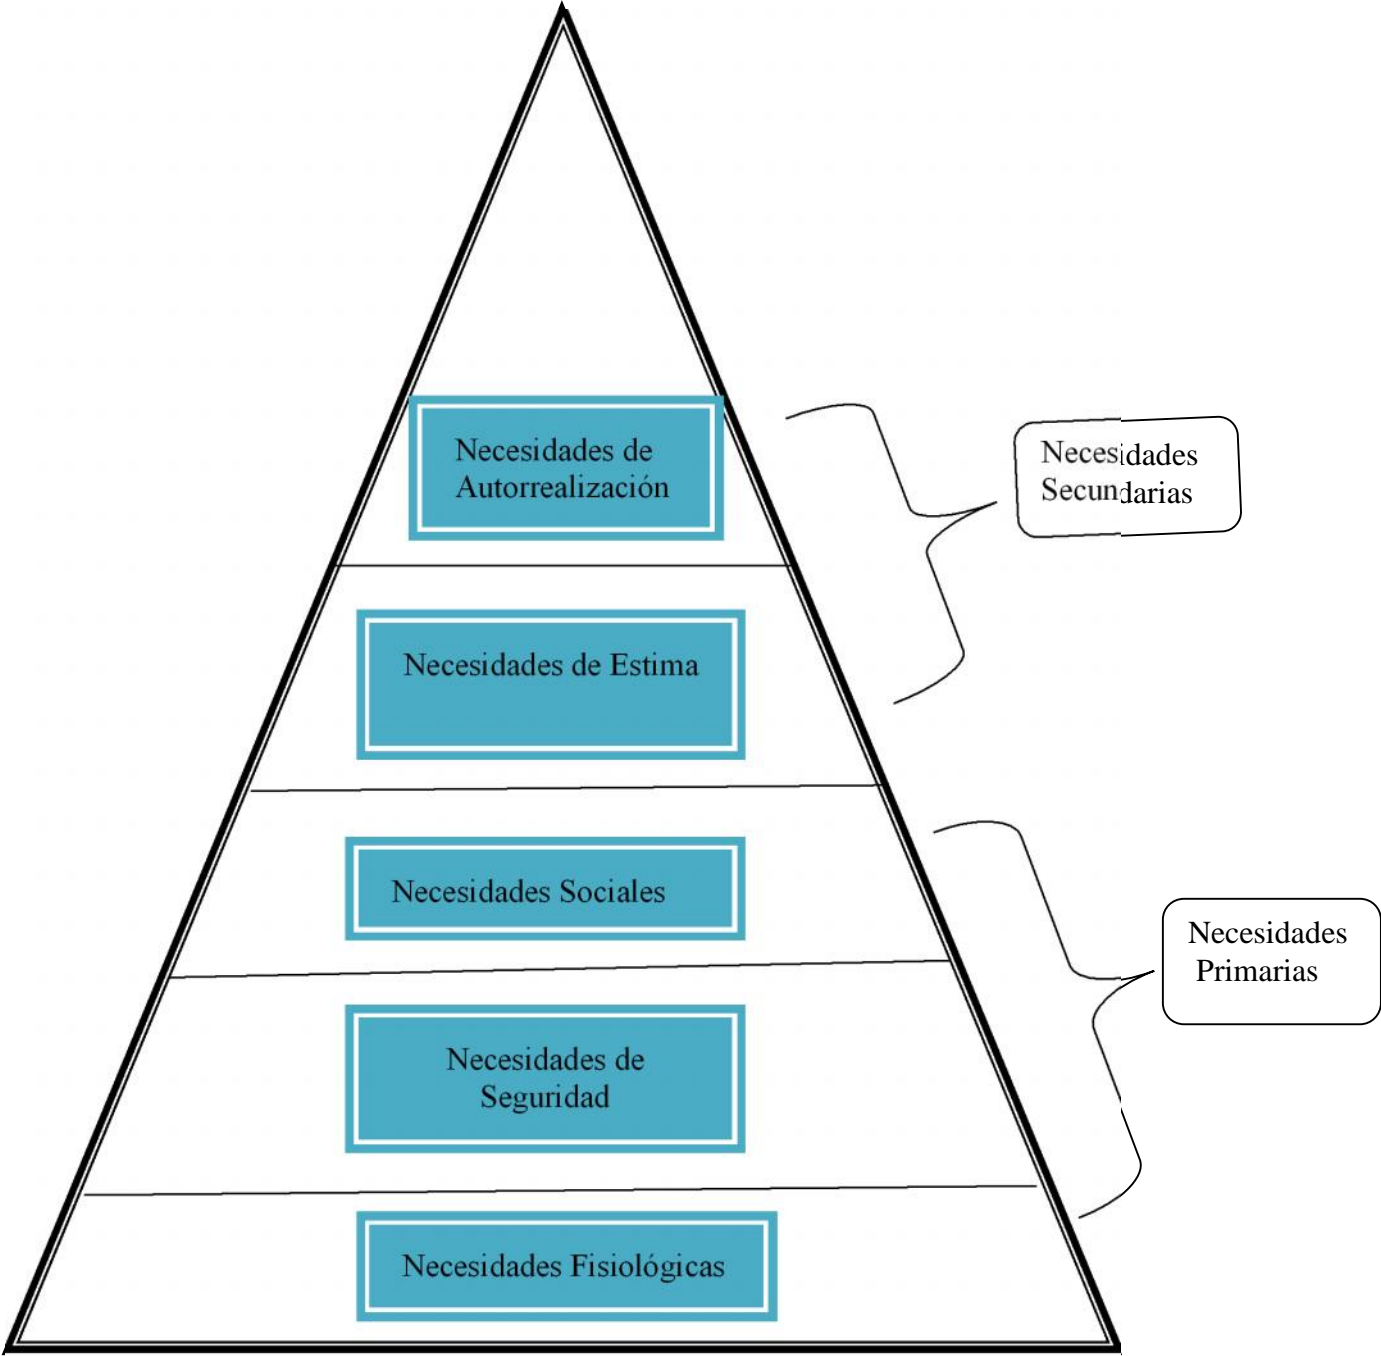 Necesidades de
Autorrealización
Necesidades
Secundarias
Necesidades de Estima
Necesidades Sociales
Necesidades
Primarias
Necesidades de
Seguridad
Necesidades Fisiológicas